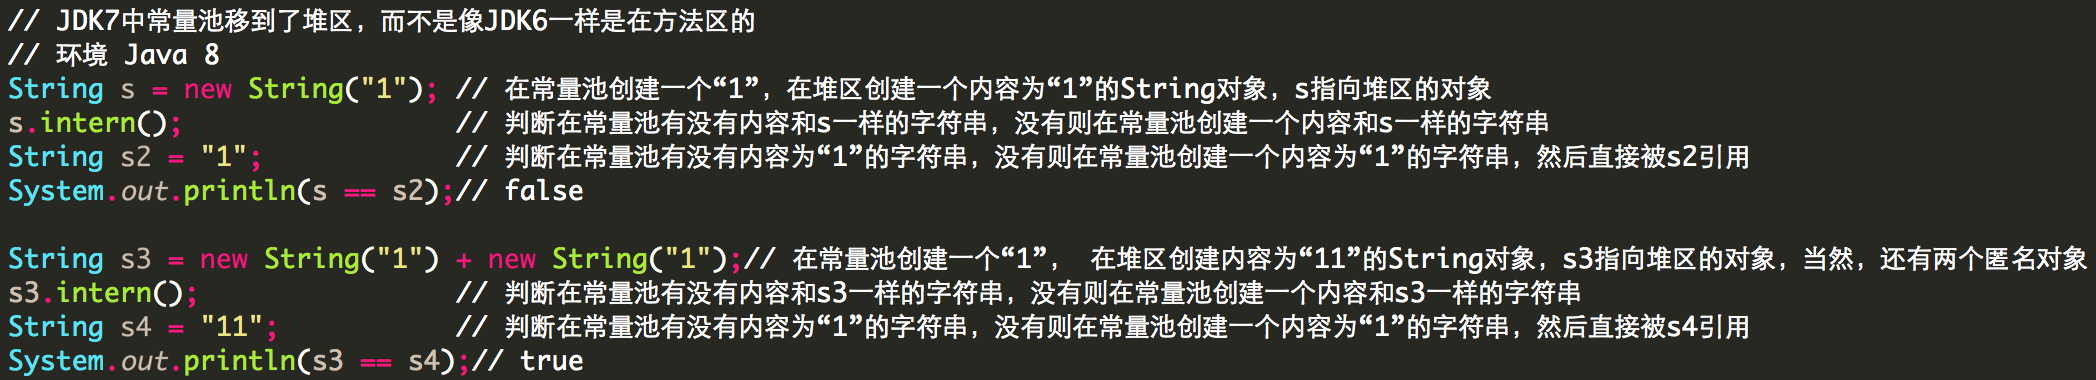 // JDK7中常量池移到了堆区，而不是像JDK6一样是在方法区的
// 环境 Java 8
String s = new String("1"); // 在常量池创建一个“1”，在堆区创建一个内容为“1”的String对象，s指向堆区的对象
s.intern(); // 判断在常量池有没有内容和s一样的字符串，没有则在常量池创建一个内容和s一样的字符串
String s2 = "1"; // 判断在常量池有没有内容为“1”的字符串，没有则在常量池创建一个内容为“1”的字符串，然后直接被s2引用
System.out.println(s == s2);// false
String s3 = new String("1") + new String("1");// 在常量池创建一个“1”， 在堆区创建内容为“11”的String对象，s3指向堆区的对象，当然，还有两个匿名对象
s3.intern(); // 判断在常量池有没有内容和s3一样的字符串，没有则在常量池创建一个内容和s3一样的字符串
String s4 = "11"; // 判断在常量池有没有内容为“1”的字符串，没有则在常量池创建一个内容为“1”的字符串，然后直接被s4引用
System.out.println(s3 == s4);// true